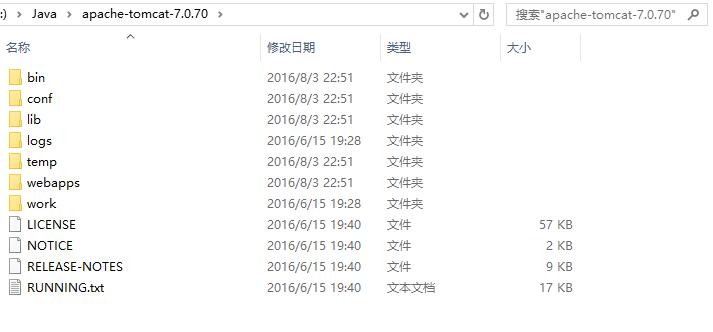 :) Java apache-tomcat-7.0.70 搜索"apache-tomcat-7.0.70"
名称 修改日期 类型 大小
bin 2016/8/3 22:51 文件夹
conf 2016/8/3 22:51 文件夹
lib 2016/8/3 22:51 文件夹
logs 2016/6/15 19:28 文件夹
temp 2016/8/3 22:51 文件夹
webapps 2016/8/3 22:51 文件夹
work 2016/6/15 19:28 文件夹
LICENSE 2016/6/15 19:40 文件 57 KB
NOTICE 2016/6/15 19:40 文件 2 KB
RELEASE-NOTES 2016/6/15 19:40 文件 9 KB
RUNNING.txt 2016/6/15 19:40 文本文档 17 KB